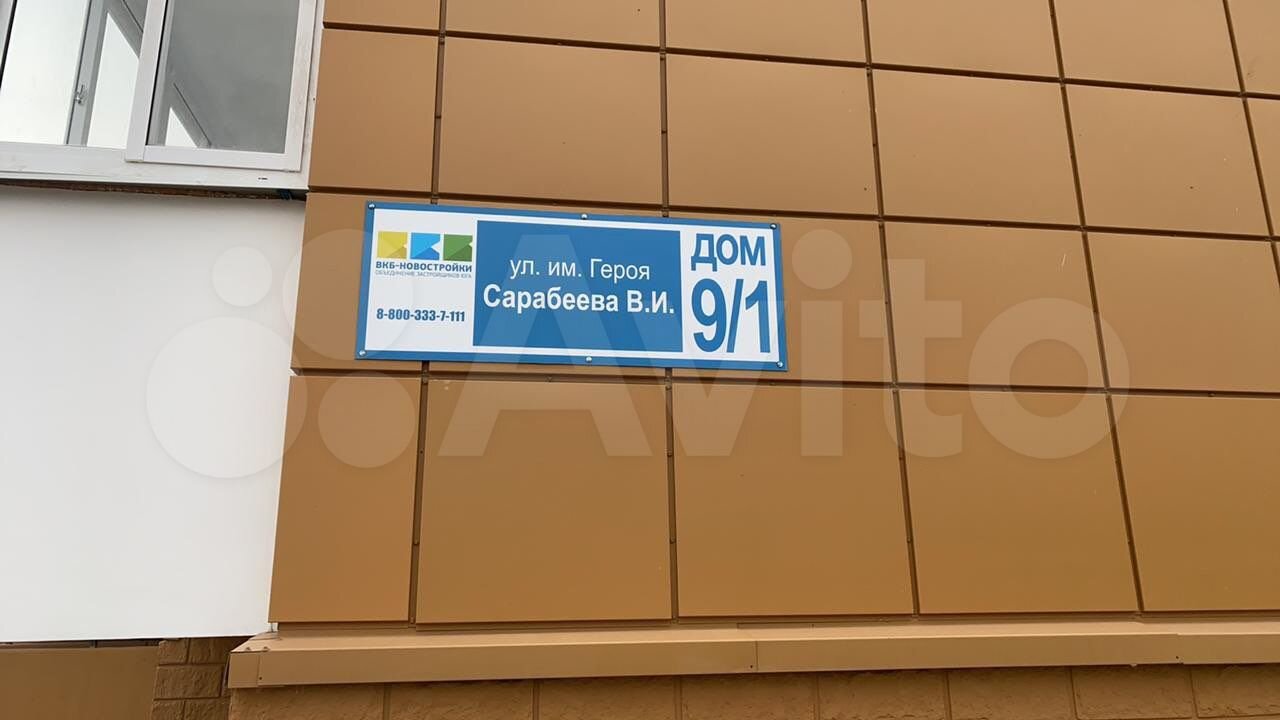 ВКБ-НОВОСТРОЙКИ
ОБЪЕДИНЕНИЕ ЗАСТРОЙЩИКОВ ЮГА
8-800-333-7-111
ул. им. Героя
Сарабеева В.И.
ДОМ
9/1
Avito